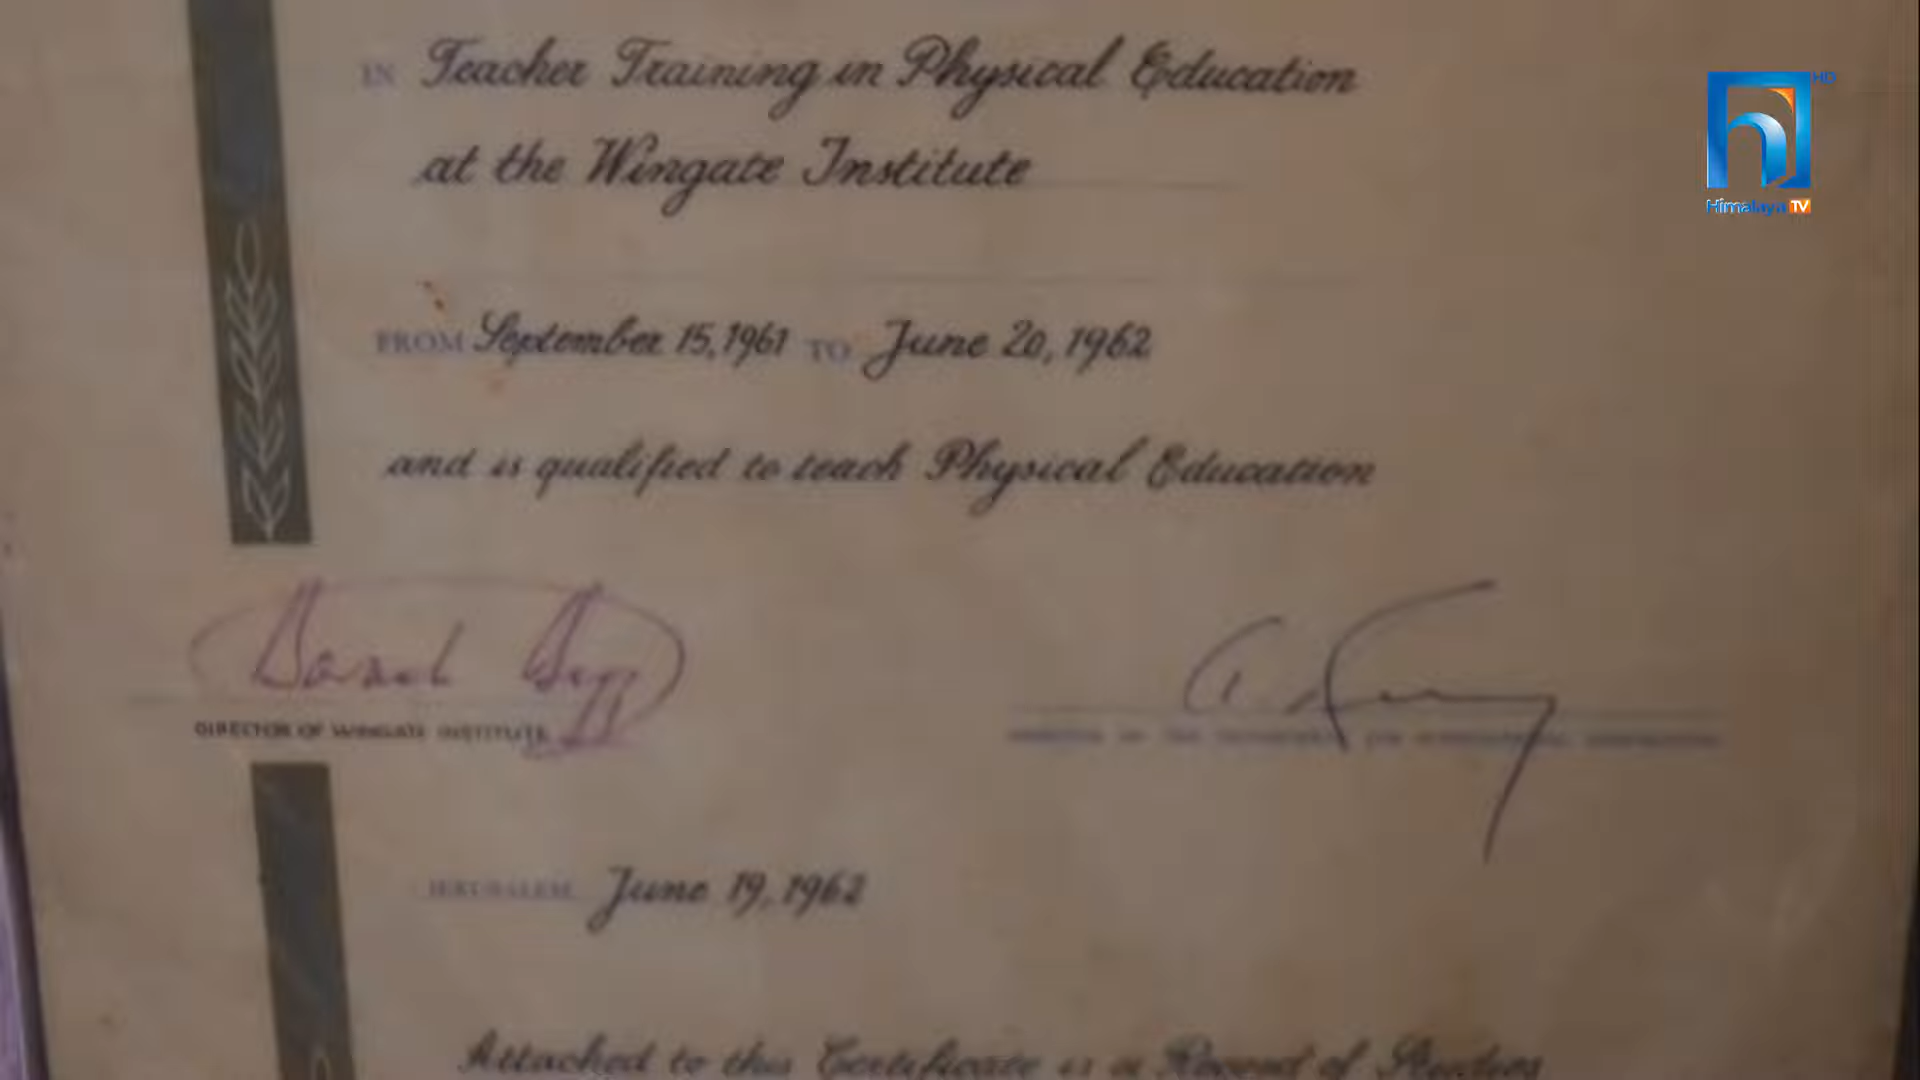 IN Teacher Training in Physical Education
HD
at the Wingate Institute
Himalaya TV
FROM September 15, 1961 TO June 20, 1962
and is qualified to teach Physical Education
DIRECTOR OF WINGATE INSTITUTE
JERUSALEM June 19, 1962
Attached to this Certificate is a Record of Studies